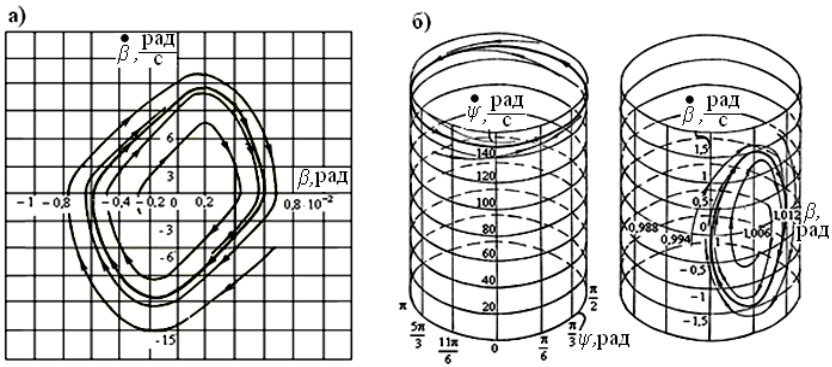 а)
β̇, рад/с
6
3
β,рад
-1 -0,8 -0,4 -0,2 0 0,2 0,8·10⁻²
-3
-6
-15
б)
ψ̇, рад/с
140
120
100
80
60
40
20
π
5π/3
11π/6
0
π/6
π/3
π/2
ψ,рад
β̇, рад/с
1,5
1
0,5
0
-0,5
-1
-1,5
0,988 0,994 1 1,006 1,012
β, рад